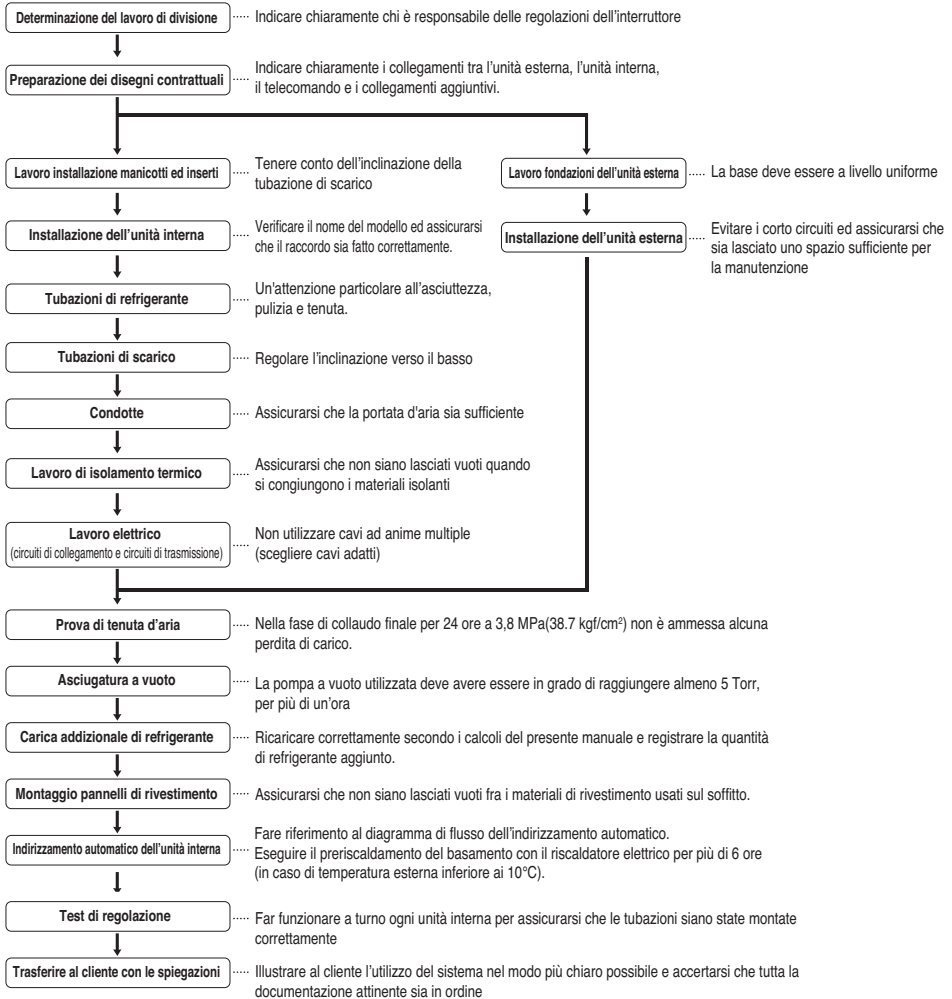 Determinazione del lavoro di divisione ..... Indicare chiaramente chi è responsabile delle regolazioni dell'interruttore
Preparazione dei disegni contrattuali ..... Indicare chiaramente i collegamenti tra l'unità esterna, l'unità interna,
il telecomando e i collegamenti aggiuntivi.
Lavoro installazione manicotti ed inserti ..... Tenere conto dell'inclinazione della
tubazione di scarico
Installazione dell'unità interna ..... Verificare il nome del modello ed assicurarsi
che il raccordo sia fatto correttamente.
Tubazioni di refrigerante ..... Un'attenzione particolare all'asciuttezza,
pulizia e tenuta.
Tubazioni di scarico ..... Regolare l'inclinazione verso il basso
Condotte ..... Assicurarsi che la portata d'aria sia sufficiente
Lavoro di isolamento termico ..... Assicurarsi che non siano lasciati vuoti quando
si congiungono i materiali isolanti
Lavoro elettrico
(circuiti di collegamento e circuiti di trasmissione) ..... Non utilizzare cavi ad anime multiple
(scegliere cavi adatti)
Lavoro fondazioni dell'unità esterna ..... La base deve essere a livello uniforme
Installazione dell'unità esterna ..... Evitare i corto circuiti ed assicurarsi che
sia lasciato uno spazio sufficiente per
la manutenzione
Prova di tenuta d'aria ..... Nella fase di collaudo finale per 24 ore a 3,8 MPa(38.7 kgf/cm²) non è ammessa alcuna
perdita di carico.
Asciugatura a vuoto ..... La pompa a vuoto utilizzata deve avere essere in grado di raggiungere almeno 5 Torr,
per più di un'ora
Carica addizionale di refrigerante ..... Ricaricare correttamente secondo i calcoli del presente manuale e registrare la quantità
di refrigerante aggiunto.
Montaggio pannelli di rivestimento ..... Assicurarsi che non siano lasciati vuoti fra i materiali di rivestimento usati sul soffitto.
Indirizzamento automatico dell'unità interna ..... Fare riferimento al diagramma di flusso dell'indirizzamento automatico.
Eseguire il preriscaldamento del basamento con il riscaldatore elettrico per più di 6 ore
(in caso di temperatura esterna inferiore ai 10°C).
Test di regolazione ..... Far funzionare a turno ogni unità interna per assicurarsi che le tubazioni siano state montate
correttamente
Trasferire al cliente con le spiegazioni ..... Illustrare al cliente l'utilizzo del sistema nel modo più chiaro possibile e accertarsi che tutta la
documentazione attinente sia in ordine